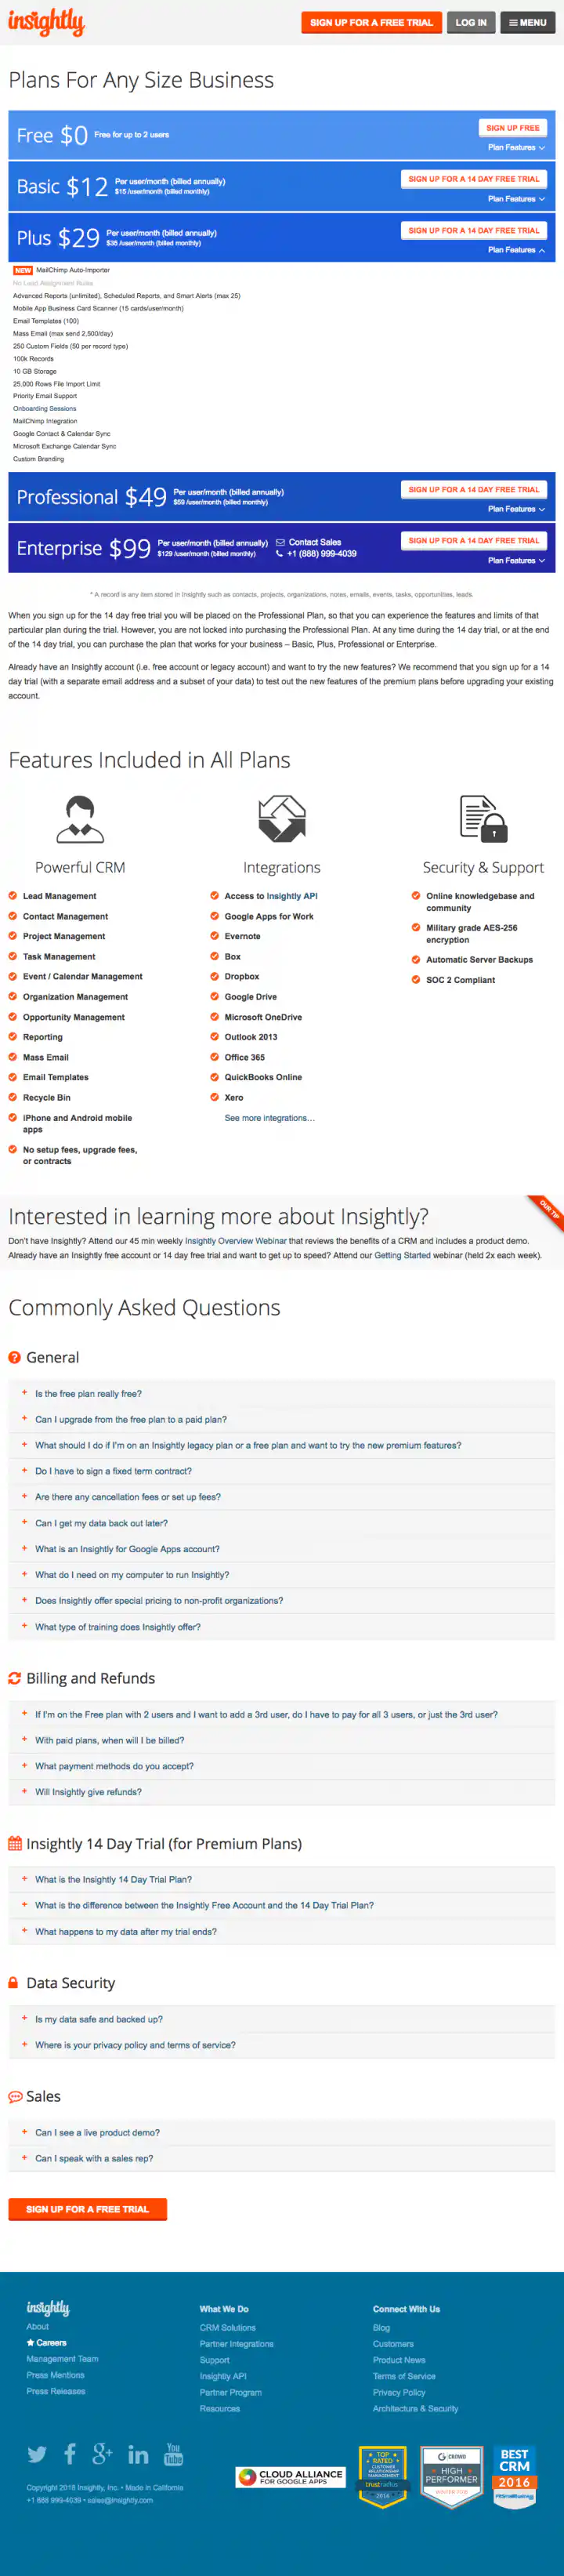 insightly
SIGN UP FOR A FREE TRIAL
LOG IN
MENU
Plans For Any Size Business
Free $0 Free for up to 2 users
SIGN UP FREE
Plan Features
Basic $12 Per user/month (billed annually)
$15 /user/month (billed monthly)
SIGN UP FOR A 14 DAY FREE TRIAL
Plan Features
Plus $29 Per user/month (billed annually)
$35 /user/month (billed monthly)
SIGN UP FOR A 14 DAY FREE TRIAL
Plan Features
NEW MailChimp Auto-Importer
No Lead Assignment Rules
Advanced Reports (unlimited), Scheduled Reports, and Smart Alerts (max 25)
Mobile App Business Card Scanner (15 cards/user/month)
Email Templates (100)
Mass Email (max send 2,500/day)
250 Custom Fields (50 per record type)
100k Records
10 GB Storage
25,000 Rows File Import Limit
Priority Email Support
Onboarding Sessions
MailChimp Integration
Google Contact & Calendar Sync
Microsoft Exchange Calendar Sync
Custom Branding
Professional $49 Per user/month (billed annually)
$59 /user/month (billed monthly)
SIGN UP FOR A 14 DAY FREE TRIAL
Plan Features
Enterprise $99 Per user/month (billed annually)
$129 /user/month (billed monthly)
Contact Sales
+1 (888) 999-4039
SIGN UP FOR A 14 DAY FREE TRIAL
Plan Features
* A record is any item stored in Insightly such as contacts, projects, organizations, notes, emails, events, tasks, opportunities, leads.
When you sign up for the 14 day free trial you will be placed on the Professional Plan, so that you can experience the features and limits of that
particular plan during the trial. However, you are not locked into purchasing the Professional Plan. At any time during the 14 day trial, or at the end
of the 14 day trial, you can purchase the plan that works for your business – Basic, Plus, Professional or Enterprise.
Already have an Insightly account (i.e. free account or legacy account) and want to try the new features? We recommend that you sign up for a 14
day trial (with a separate email address and a subset of your data) to test out the new features of the premium plans before upgrading your existing
account.
Features Included in All Plans
Powerful CRM
Lead Management
Contact Management
Project Management
Task Management
Event / Calendar Management
Organization Management
Opportunity Management
Reporting
Mass Email
Email Templates
Recycle Bin
iPhone and Android mobile
apps
No setup fees, upgrade fees,
or contracts
Integrations
Access to Insightly API
Google Apps for Work
Evernote
Box
Dropbox
Google Drive
Microsoft OneDrive
Outlook 2013
Office 365
QuickBooks Online
Xero
See more integrations...
Security & Support
Online knowledgebase and
community
Military grade AES-256
encryption
Automatic Server Backups
SOC 2 Compliant
OUR TIP
Interested in learning more about Insightly?
Don't have Insightly? Attend our 45 min weekly Insightly Overview Webinar that reviews the benefits of a CRM and includes a product demo.
Already have an Insightly free account or 14 day free trial and want to get up to speed? Attend our Getting Started webinar (held 2x each week).
Commonly Asked Questions
General
+ Is the free plan really free?
+ Can I upgrade from the free plan to a paid plan?
+ What should I do if I'm on an Insightly legacy plan or a free plan and want to try the new premium features?
+ Do I have to sign a fixed term contract?
+ Are there any cancellation fees or set up fees?
+ Can I get my data back out later?
+ What is an Insightly for Google Apps account?
+ What do I need on my computer to run Insightly?
+ Does Insightly offer special pricing to non-profit organizations?
+ What type of training does Insightly offer?
Billing and Refunds
+ If I'm on the Free plan with 2 users and I want to add a 3rd user, do I have to pay for all 3 users, or just the 3rd user?
+ With paid plans, when will I be billed?
+ What payment methods do you accept?
+ Will Insightly give refunds?
Insightly 14 Day Trial (for Premium Plans)
+ What is the Insightly 14 Day Trial Plan?
+ What is the difference between the Insightly Free Account and the 14 Day Trial Plan?
+ What happens to my data after my trial ends?
Data Security
+ Is my data safe and backed up?
+ Where is your privacy policy and terms of service?
Sales
+ Can I see a live product demo?
+ Can I speak with a sales rep?
SIGN UP FOR A FREE TRIAL
insightly
About
Careers
Management Team
Press Mentions
Press Releases
What We Do
CRM Solutions
Partner Integrations
Support
Insightly API
Partner Program
Resources
Connect With Us
Blog
Customers
Product News
Terms of Service
Privacy Policy
Architecture & Security
You Tube
Copyright 2016 Insightly, Inc. • Made in California
+1 888 999-4039 • sales@insightly.com
CLOUD ALLIANCE
FOR GOOGLE APPS
TOP
RATED
CUSTOMER
RELATIONSHIP
MANAGEMENT
trustradius
G CROWD
HIGH
PERFORMER
BEST
CRM
2016